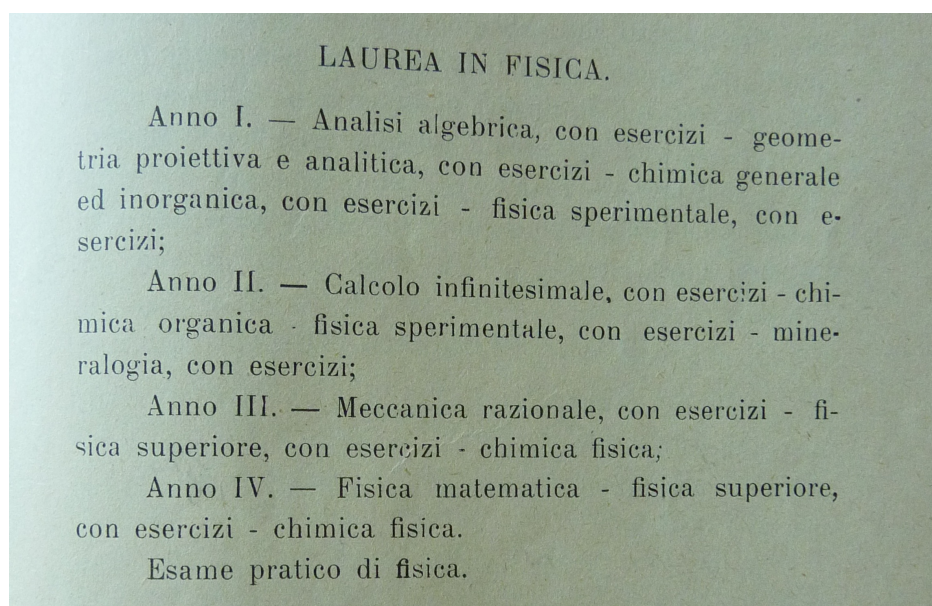 LAUREA IN FISICA.
Anno I. — Analisi algebrica, con esercizi - geome-
tria proiettiva e analitica, con esercizi - chimica generale
ed inorganica, con esercizi - fisica sperimentale, con e-
sercizi;
Anno II. — Calcolo infinitesimale, con esercizi - chi-
mica organica - fisica sperimentale, con esercizi - mine-
ralogia, con esercizi;
Anno III. — Meccanica razionale, con esercizi - fi-
sica superiore, con esercizi - chimica fisica;
Anno IV. — Fisica matematica - fisica superiore,
con esercizi - chimica fisica.
Esame pratico di fisica.